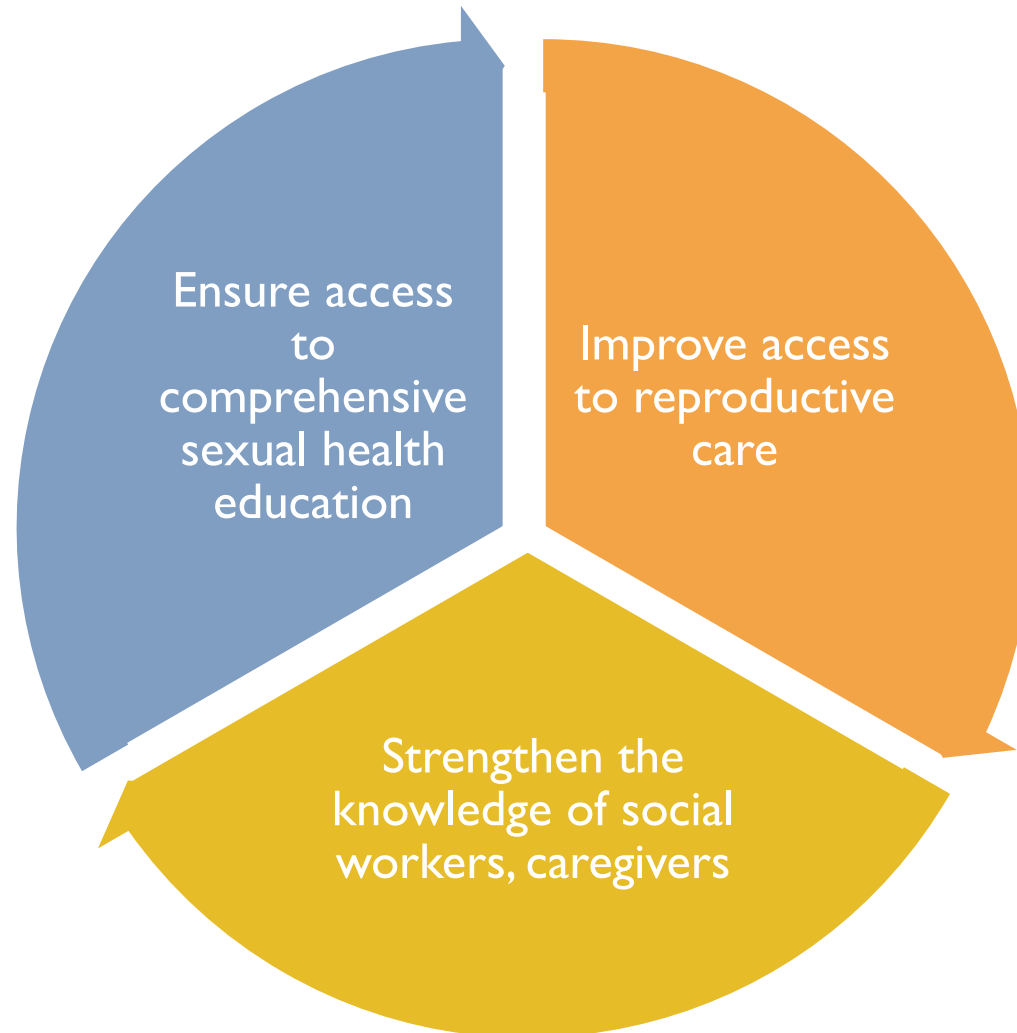 Ensure access
to
comprehensive
sexual health
education
Improve access
to reproductive
care
Strengthen the
knowledge of social
workers, caregivers